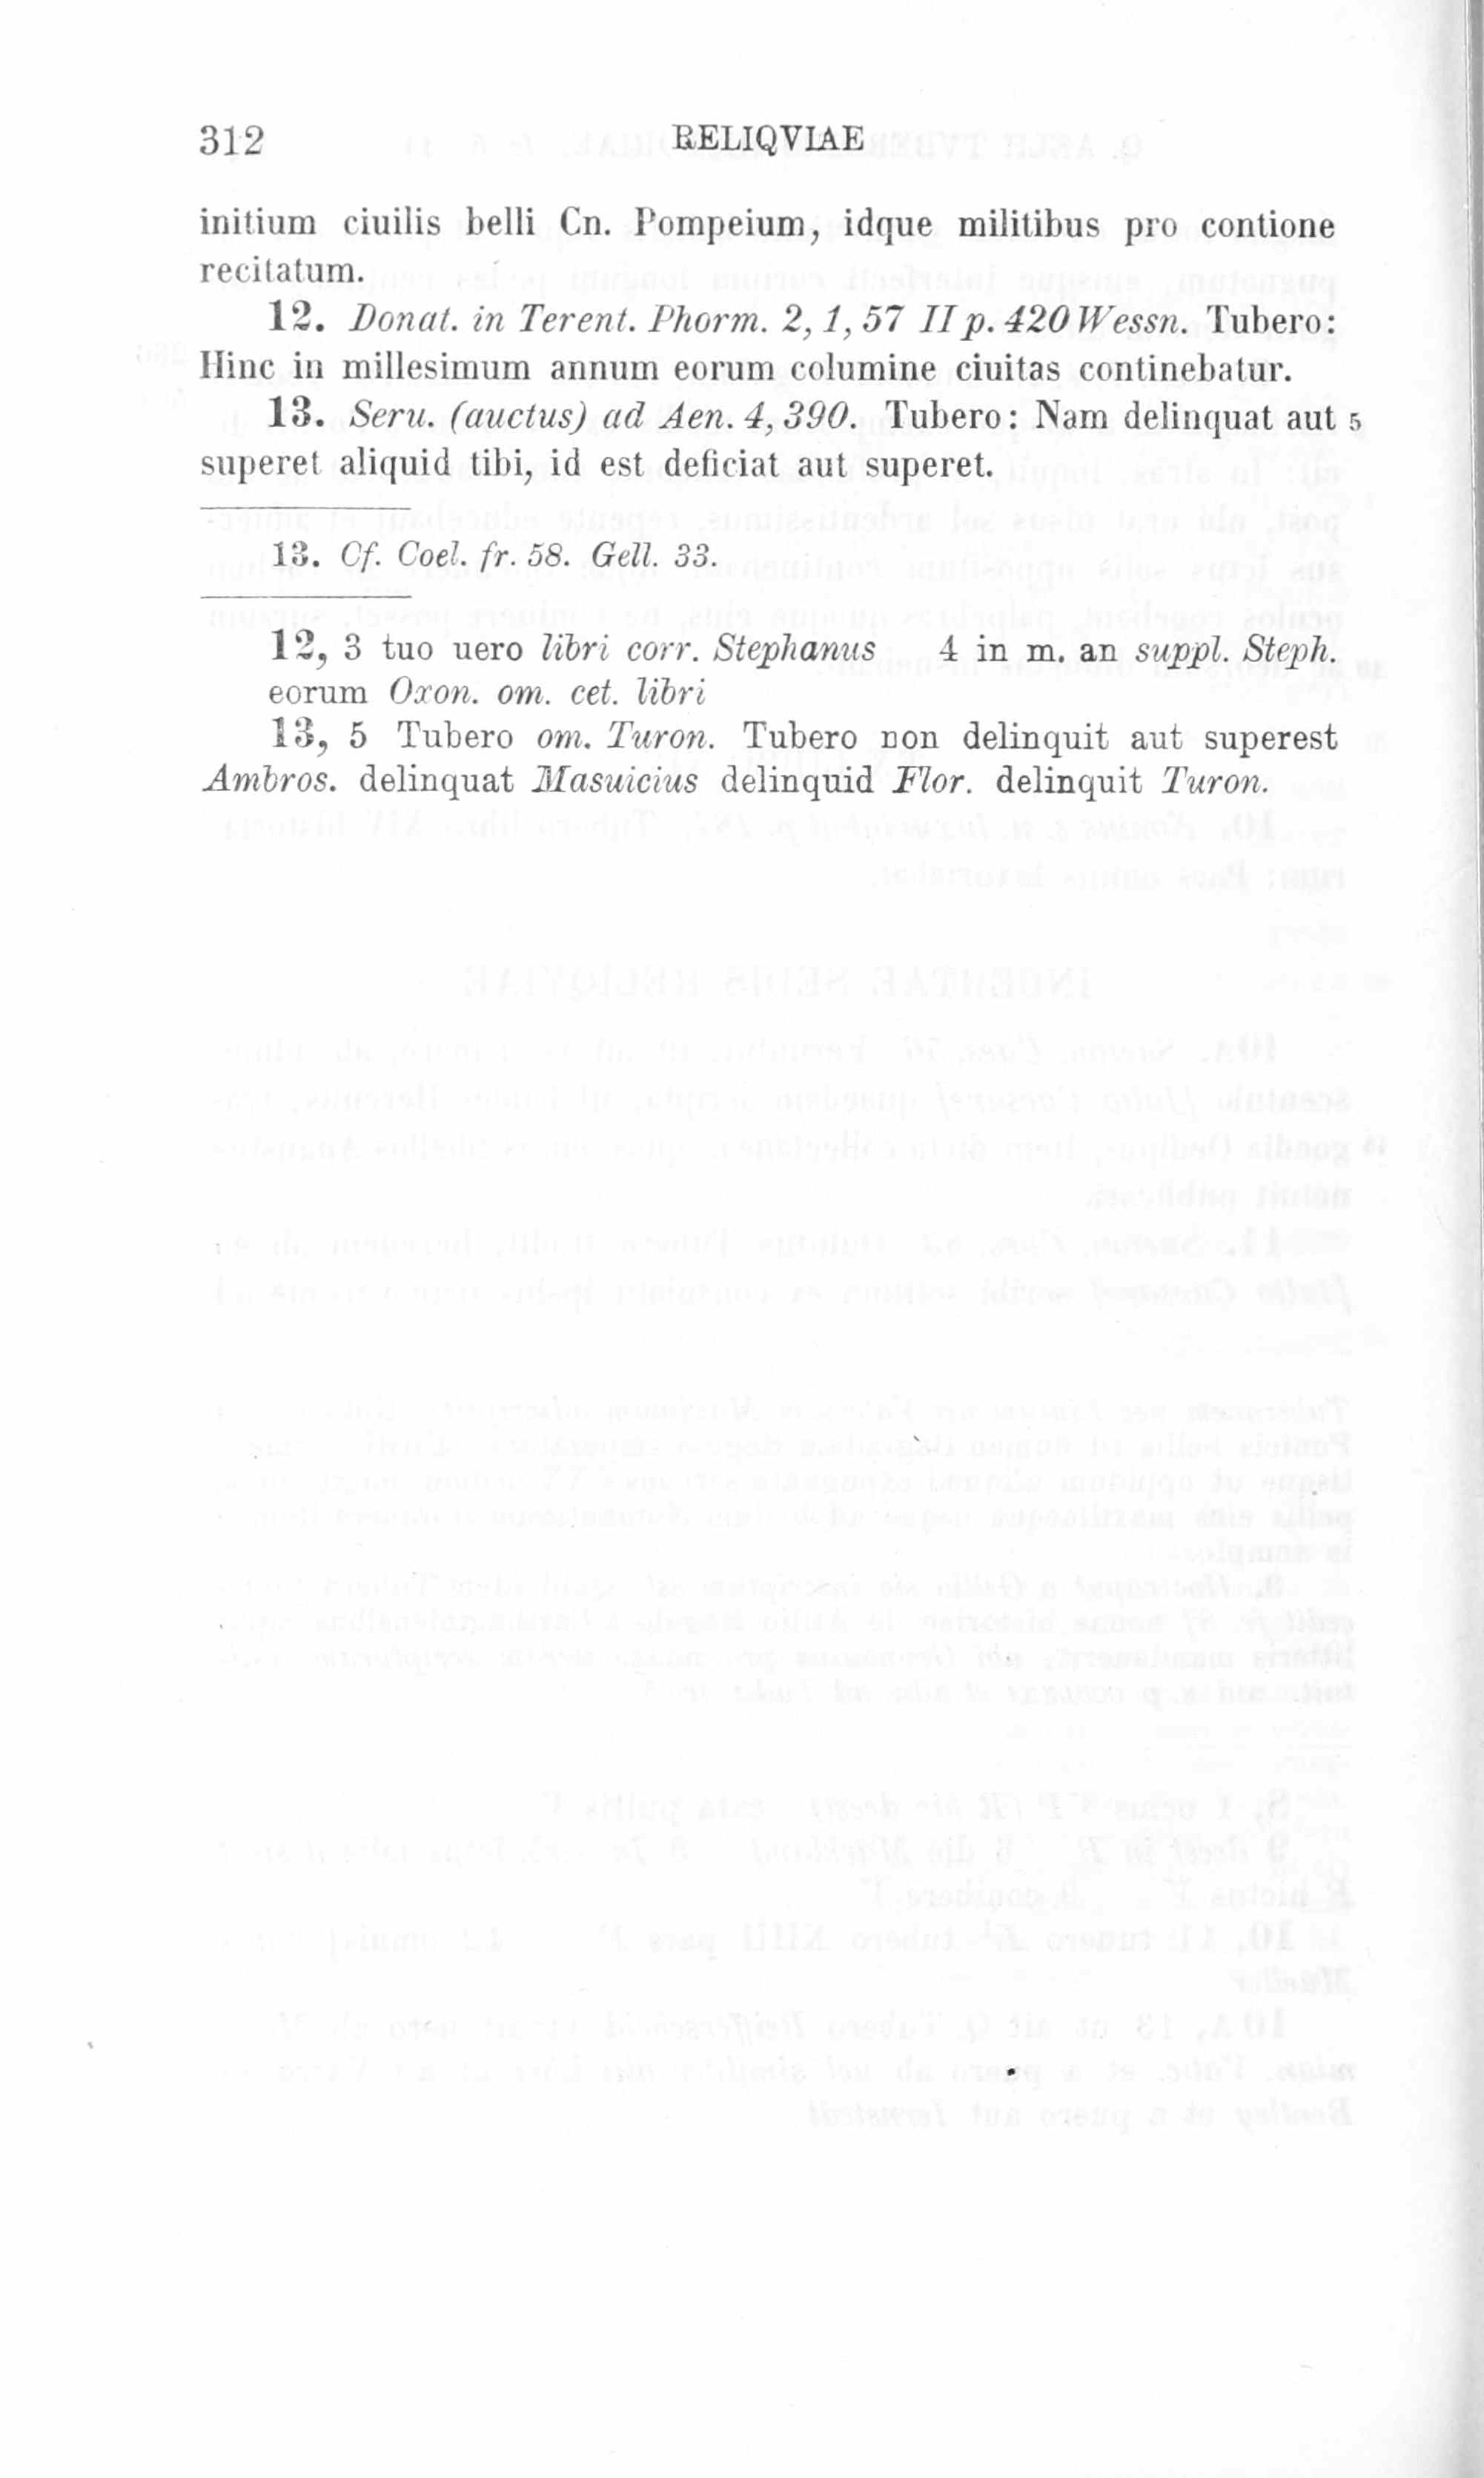 312 RELIQVIAE
initium ciuilis belli Cn. Pompeium, idque militibus pro contione
recitatum.
12. Donat. in Terent. Phorm. 2, 1, 57 II p. 420 Wessn. Tubero:
Hinc in millesimum annum eorum columine ciuitas continebatur.
13. Seru. (auctus) ad Aen. 4, 390. Tubero: Nam delinquat aut 5
superet aliquid tibi, id est deficiat aut superet.
13. Cf. Coel. fr. 58. Gell. 33.
12, 3 tuo uero libri corr. Stephanus 4 in m. an suppl. Steph.
eorum Oxon. om. cet. libri
13, 5 Tubero om. Turon. Tubero non delinquit aut superest
Ambros. delinquat Masuicius delinquid Flor. delinquit Turon.